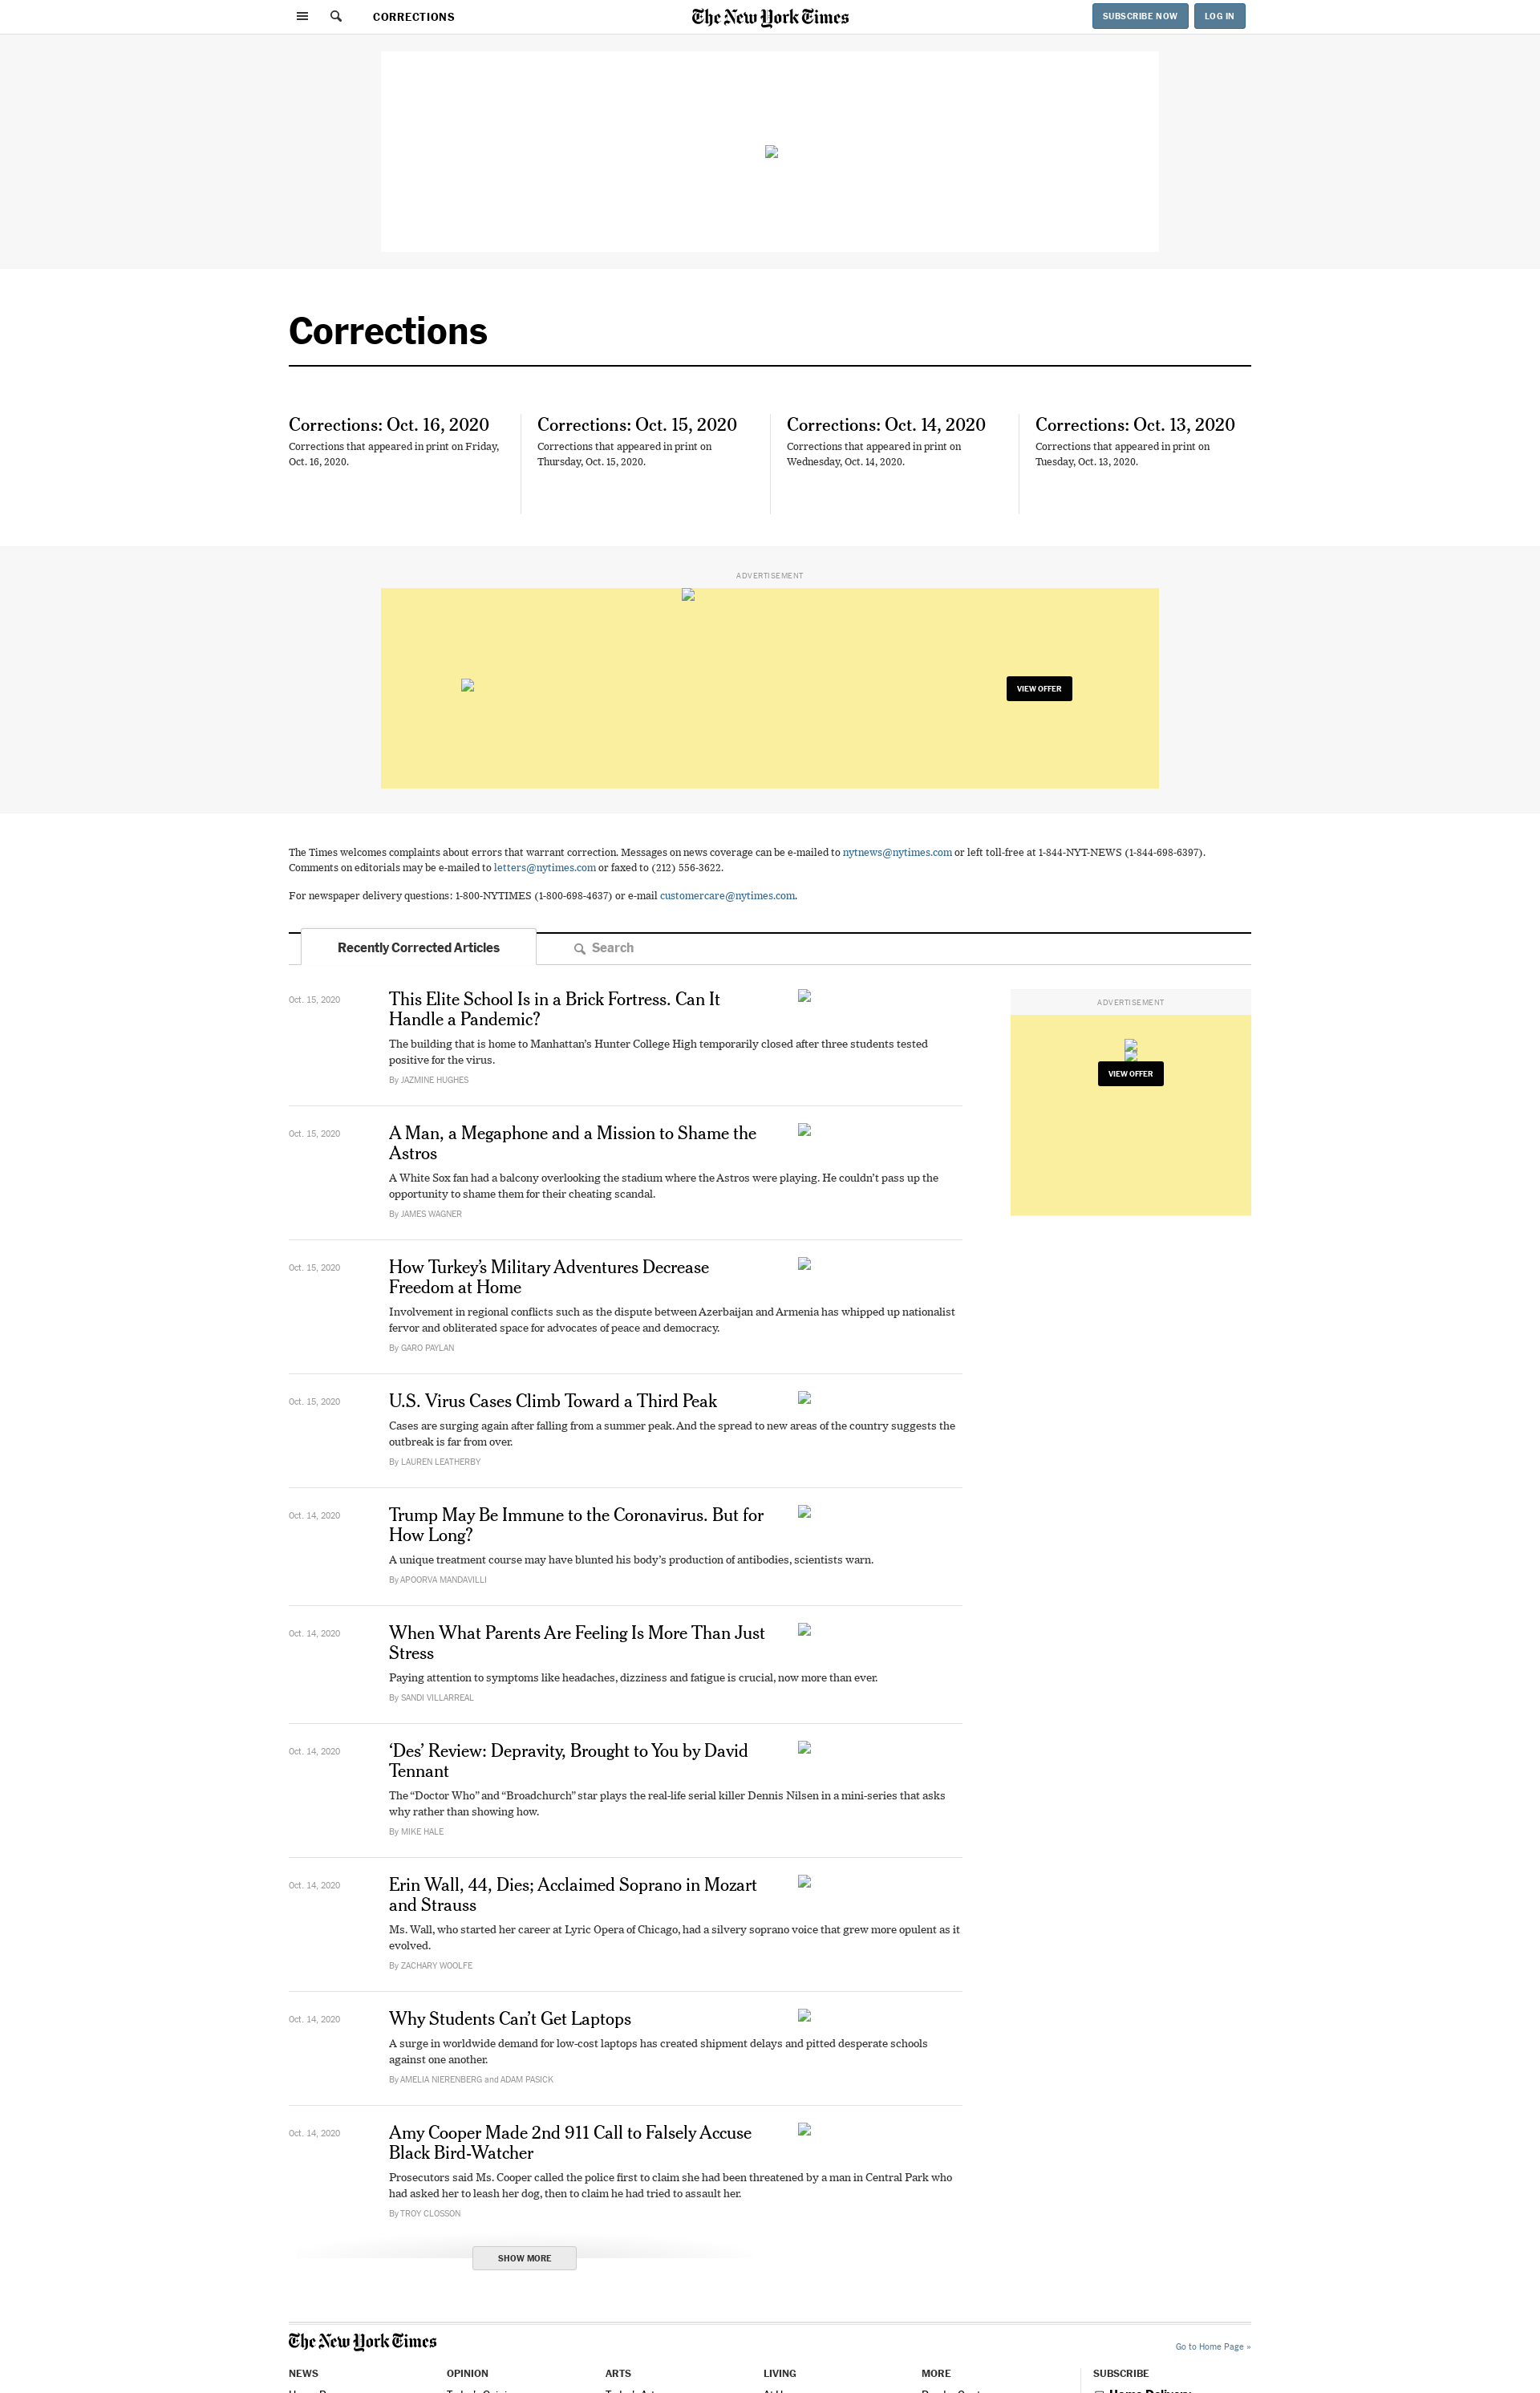 CORRECTIONS
The New York Times
SUBSCRIBE NOW
LOG IN
Corrections
Corrections: Oct. 16, 2020
Corrections that appeared in print on Friday,
Oct. 16, 2020.
Corrections: Oct. 15, 2020
Corrections that appeared in print on
Thursday, Oct. 15, 2020.
Corrections: Oct. 14, 2020
Corrections that appeared in print on
Wednesday, Oct. 14, 2020.
Corrections: Oct. 13, 2020
Corrections that appeared in print on
Tuesday, Oct. 13, 2020.
ADVERTISEMENT
VIEW OFFER
The Times welcomes complaints about errors that warrant correction. Messages on news coverage can be e-mailed to nytnews@nytimes.com or left toll-free at 1-844-NYT-NEWS (1-844-698-6397).
Comments on editorials may be e-mailed to letters@nytimes.com or faxed to (212) 556-3622.
For newspaper delivery questions: 1-800-NYTIMES (1-800-698-4637) or e-mail customercare@nytimes.com.
Recently Corrected Articles
Search
Oct. 15, 2020
This Elite School Is in a Brick Fortress. Can It
Handle a Pandemic?
The building that is home to Manhattan’s Hunter College High temporarily closed after three students tested
positive for the virus.
By JAZMINE HUGHES
ADVERTISEMENT
VIEW OFFER
Oct. 15, 2020
A Man, a Megaphone and a Mission to Shame the
Astros
A White Sox fan had a balcony overlooking the stadium where the Astros were playing. He couldn’t pass up the
opportunity to shame them for their cheating scandal.
By JAMES WAGNER
Oct. 15, 2020
How Turkey’s Military Adventures Decrease
Freedom at Home
Involvement in regional conflicts such as the dispute between Azerbaijan and Armenia has whipped up nationalist
fervor and obliterated space for advocates of peace and democracy.
By GARO PAYLAN
Oct. 15, 2020
U.S. Virus Cases Climb Toward a Third Peak
Cases are surging again after falling from a summer peak. And the spread to new areas of the country suggests the
outbreak is far from over.
By LAUREN LEATHERBY
Oct. 14, 2020
Trump May Be Immune to the Coronavirus. But for
How Long?
A unique treatment course may have blunted his body’s production of antibodies, scientists warn.
By APOORVA MANDAVILLI
Oct. 14, 2020
When What Parents Are Feeling Is More Than Just
Stress
Paying attention to symptoms like headaches, dizziness and fatigue is crucial, now more than ever.
By SANDI VILLARREAL
Oct. 14, 2020
‘Des’ Review: Depravity, Brought to You by David
Tennant
The “Doctor Who” and “Broadchurch” star plays the real-life serial killer Dennis Nilsen in a mini-series that asks
why rather than showing how.
By MIKE HALE
Oct. 14, 2020
Erin Wall, 44, Dies; Acclaimed Soprano in Mozart
and Strauss
Ms. Wall, who started her career at Lyric Opera of Chicago, had a silvery soprano voice that grew more opulent as it
evolved.
By ZACHARY WOOLFE
Oct. 14, 2020
Why Students Can’t Get Laptops
A surge in worldwide demand for low-cost laptops has created shipment delays and pitted desperate schools
against one another.
By AMELIA NIERENBERG and ADAM PASICK
Oct. 14, 2020
Amy Cooper Made 2nd 911 Call to Falsely Accuse
Black Bird-Watcher
Prosecutors said Ms. Cooper called the police first to claim she had been threatened by a man in Central Park who
had asked her to leash her dog, then to claim he had tried to assault her.
By TROY CLOSSON
SHOW MORE
The New York Times
Go to Home Page »
NEWS
OPINION
ARTS
LIVING
MORE
SUBSCRIBE
Home Delivery